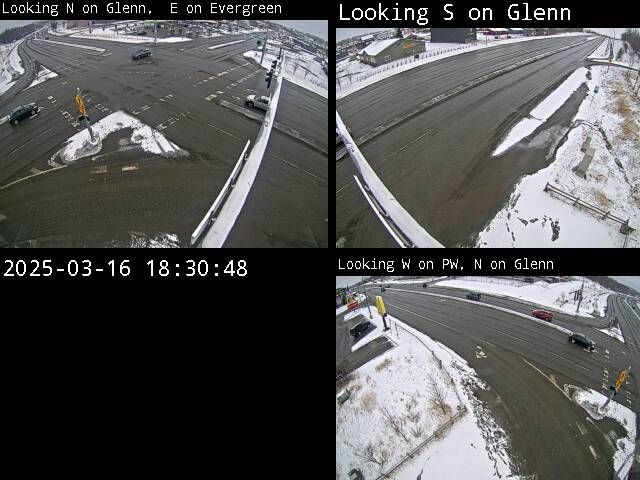 Looking N on Glenn,  E on Evergreen
Looking S on Glenn
2025-03-16 18:30:48
Looking W on PW, N on Glenn